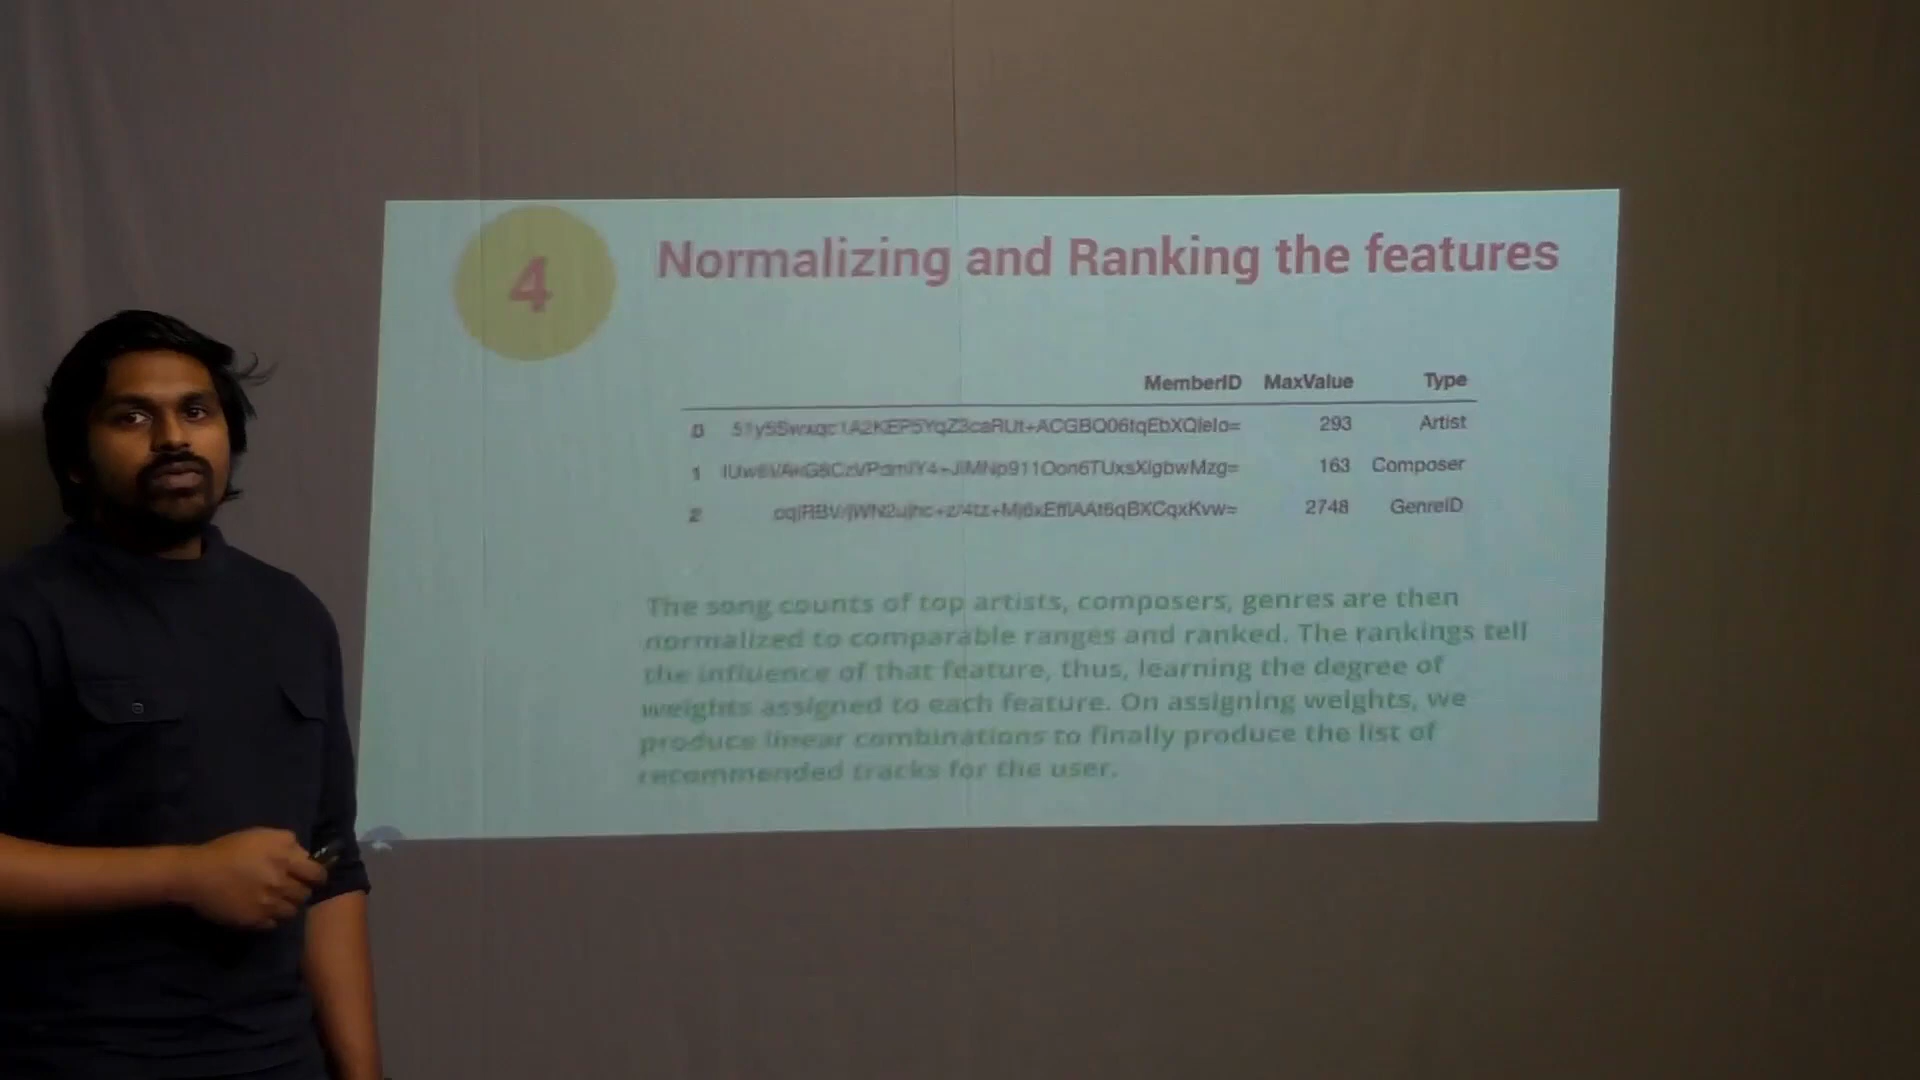 4
Normalizing and Ranking the features
MemberID MaxValue Type
0 293 Artist
1 163 Composer
2 2748 GenreID
The song counts of top artists, composers, genres are then
normalized to comparable ranges and ranked. The rankings tell
the influence of that feature, thus, learning the degree of
weights assigned to each feature. On assigning weights, we
produce linear combinations to finally produce the list of
recommended tracks for the user.